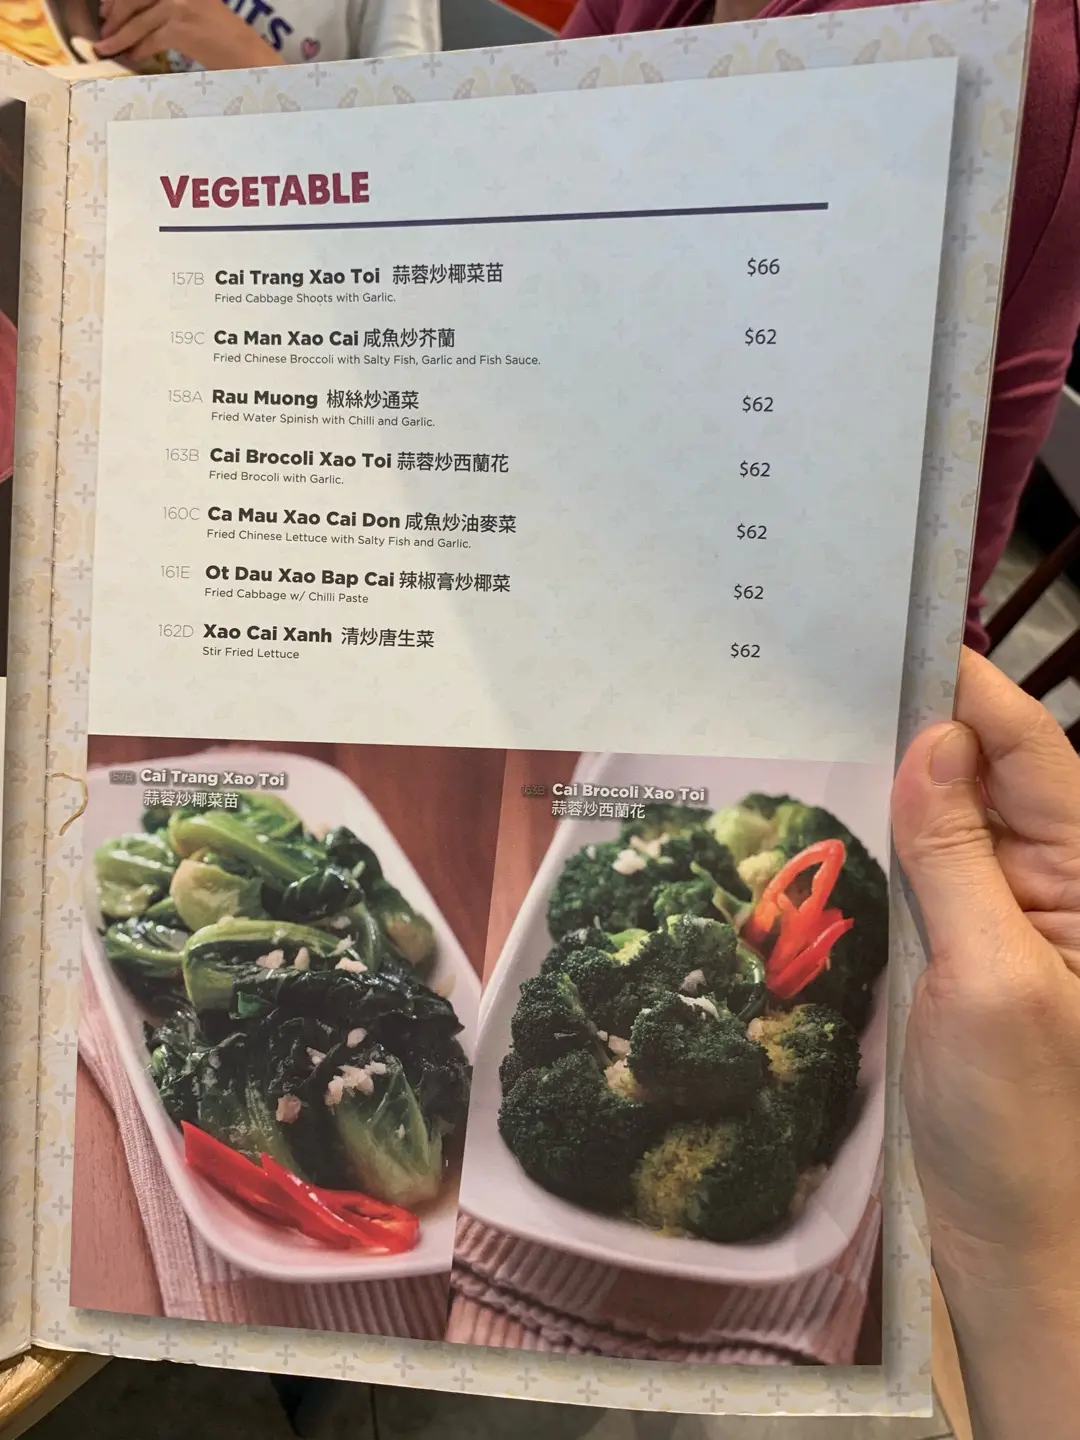 ITS
VEGETABLE
157B Cai Trang Xao Toi 蒜蓉炒椰菜苗 $66
Fried Cabbage Shoots with Garlic.
159C Ca Man Xao Cai 咸魚炒芥蘭 $62
Fried Chinese Broccoli with Salty Fish, Garlic and Fish Sauce.
158A Rau Muong 椒絲炒通菜 $62
Fried Water Spinish with Chilli and Garlic.
163B Cai Brocoli Xao Toi 蒜蓉炒西蘭花 $62
Fried Brocoli with Garlic.
160C Ca Mau Xao Cai Don 咸魚炒油麥菜 $62
Fried Chinese Lettuce with Salty Fish and Garlic.
161E Ot Dau Xao Bap Cai 辣椒膏炒椰菜 $62
Fried Cabbage w/ Chilli Paste
162D Xao Cai Xanh 清炒唐生菜 $62
Stir Fried Lettuce
157B Cai Trang Xao Toi
蒜蓉炒椰菜苗
163B Cai Brocoli Xao Toi
蒜蓉炒西蘭花